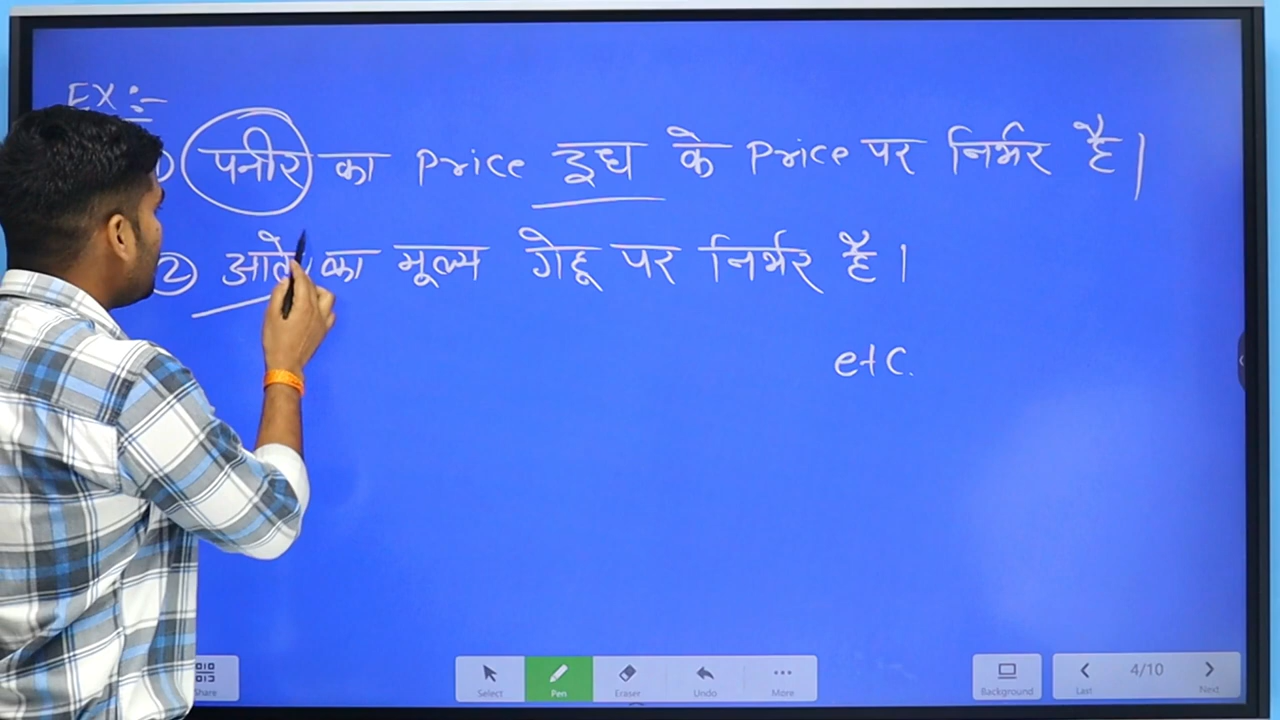 EX :-
) पनीर का Price दुध के Price पर निर्भर है।
② आटे का मूल्य गेहू पर निर्भर है।
etc.
Share
Select Pen Eraser Undo More
Background
4/10
Last Next